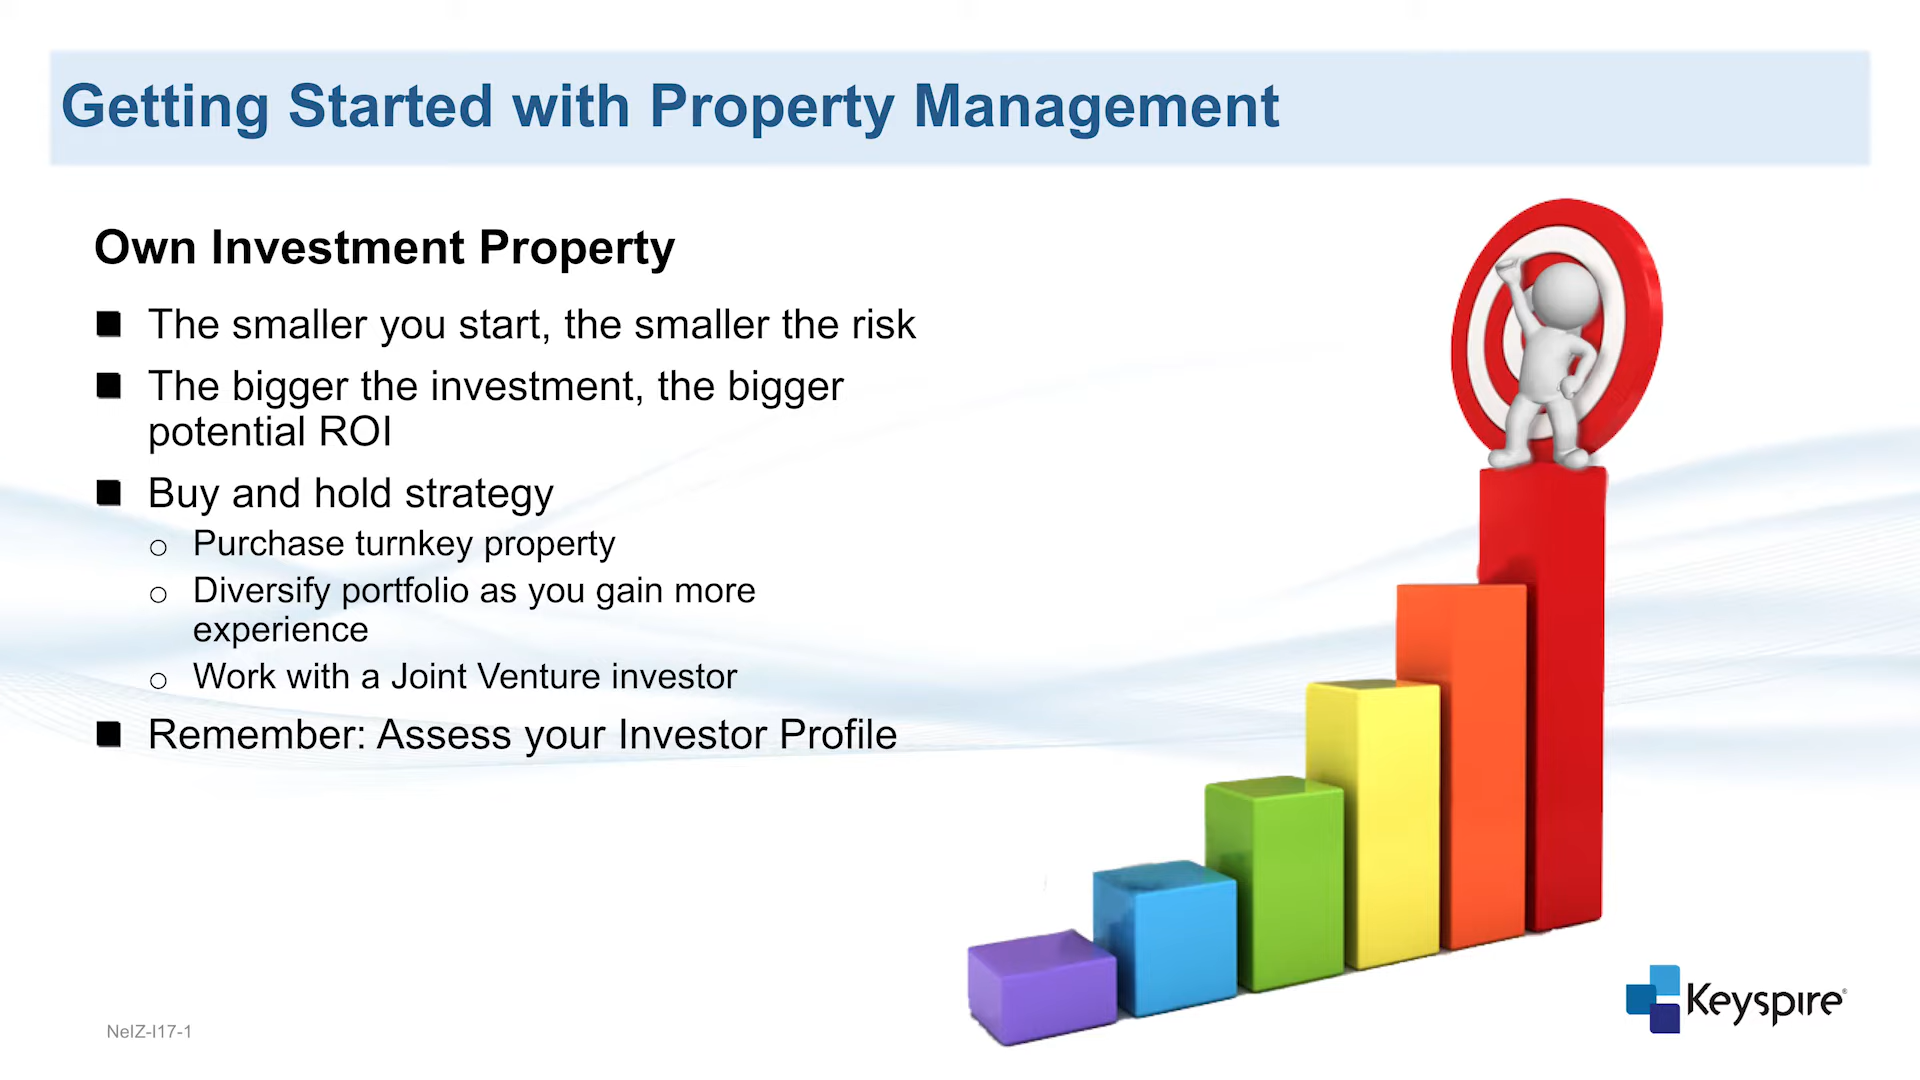 Getting Started with Property Management
Own Investment Property
The smaller you start, the smaller the risk
The bigger the investment, the bigger
potential ROI
Buy and hold strategy
Purchase turnkey property
Diversify portfolio as you gain more
experience
Work with a Joint Venture investor
Remember: Assess your Investor Profile
NeIZ-I17-1
Keyspire®